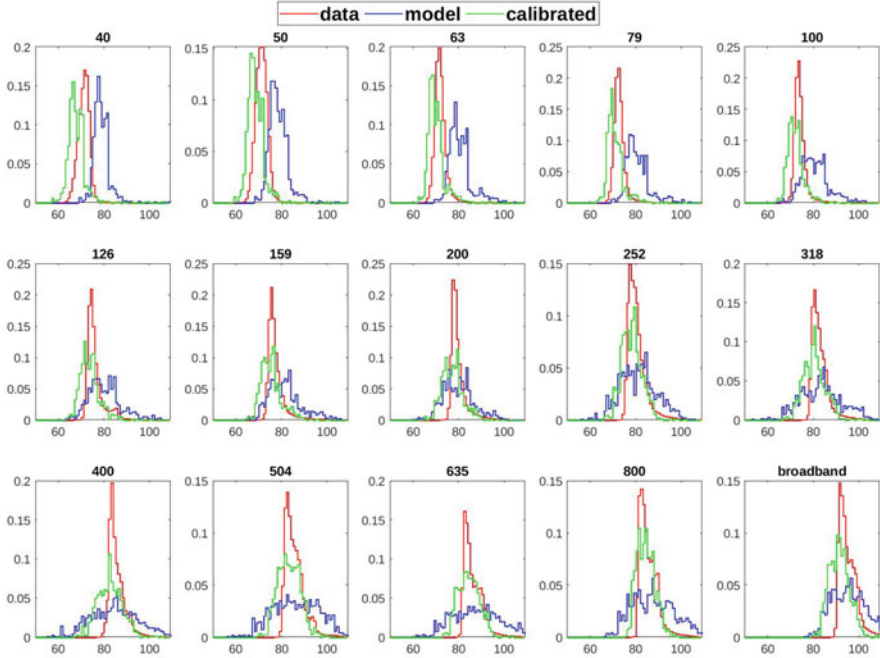 data model calibrated
40 50 63 79 100
0.2 0.15 0.2 0.25 0.25
0.15 0.1 0.15 0.2 0.2
0.1 0.05 0.1 0.15 0.15
0.05 0 0.05 0.1 0.1
0 0 0.05 0.05
0 0
60 80 100 60 80 100 60 80 100 60 80 100 60 80 100
126 159 200 252 318
0.25 0.25 0.25 0.15 0.2
0.2 0.2 0.2 0.1 0.15
0.15 0.15 0.15 0.05 0.1
0.1 0.1 0.1 0 0.05
0.05 0.05 0.05 0
0 0 0
60 80 100 60 80 100 60 80 100 60 80 100 60 80 100
400 504 635 800 broadband
0.2 0.15 0.2 0.15 0.15
0.15 0.1 0.15 0.1 0.1
0.1 0.05 0.1 0.05 0.05
0.05 0 0.05 0 0
0 0
60 80 100 60 80 100 60 80 100 60 80 100 60 80 100